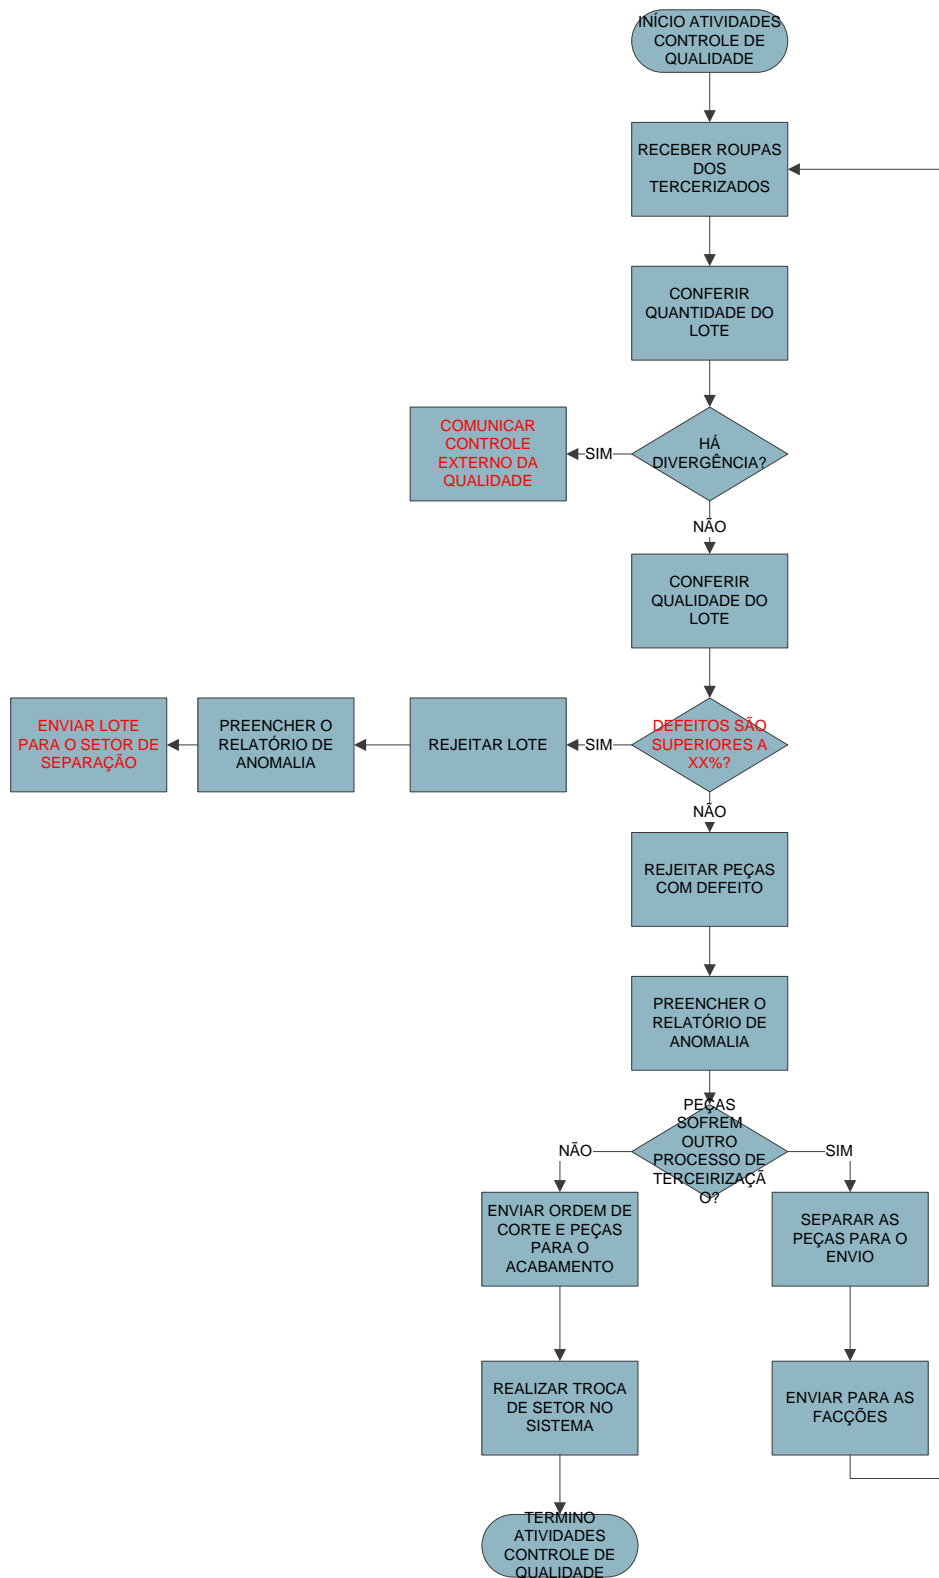 INÍCIO ATIVIDADES
CONTROLE DE
QUALIDADE
RECEBER ROUPAS
DOS
TERCERIZADOS
CONFERIR
QUANTIDADE DO
LOTE
HÁ
DIVERGÊNCIA?
SIM
COMUNICAR
CONTROLE
EXTERNO DA
QUALIDADE
NÃO
CONFERIR
QUALIDADE DO
LOTE
DEFEITOS SÃO
SUPERIORES A
XX%?
SIM
REJEITAR LOTE
PREENCHER O
RELATÓRIO DE
ANOMALIA
ENVIAR LOTE
PARA O SETOR DE
SEPARAÇÃO
NÃO
REJEITAR PEÇAS
COM DEFEITO
PREENCHER O
RELATÓRIO DE
ANOMALIA
PEÇAS
SOFREM
OUTRO
PROCESSO DE
TERCEIRIZAÇÃ
O?
NÃO
SIM
ENVIAR ORDEM DE
CORTE E PEÇAS
PARA O
ACABAMENTO
SEPARAR AS
PEÇAS PARA O
ENVIO
REALIZAR TROCA
DE SETOR NO
SISTEMA
ENVIAR PARA AS
FACÇÕES
TERMINO
ATIVIDADES
CONTROLE DE
QUALIDADE